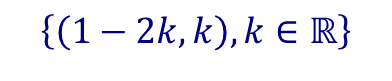 {(1 − 2k, k), k ∈ ℝ}